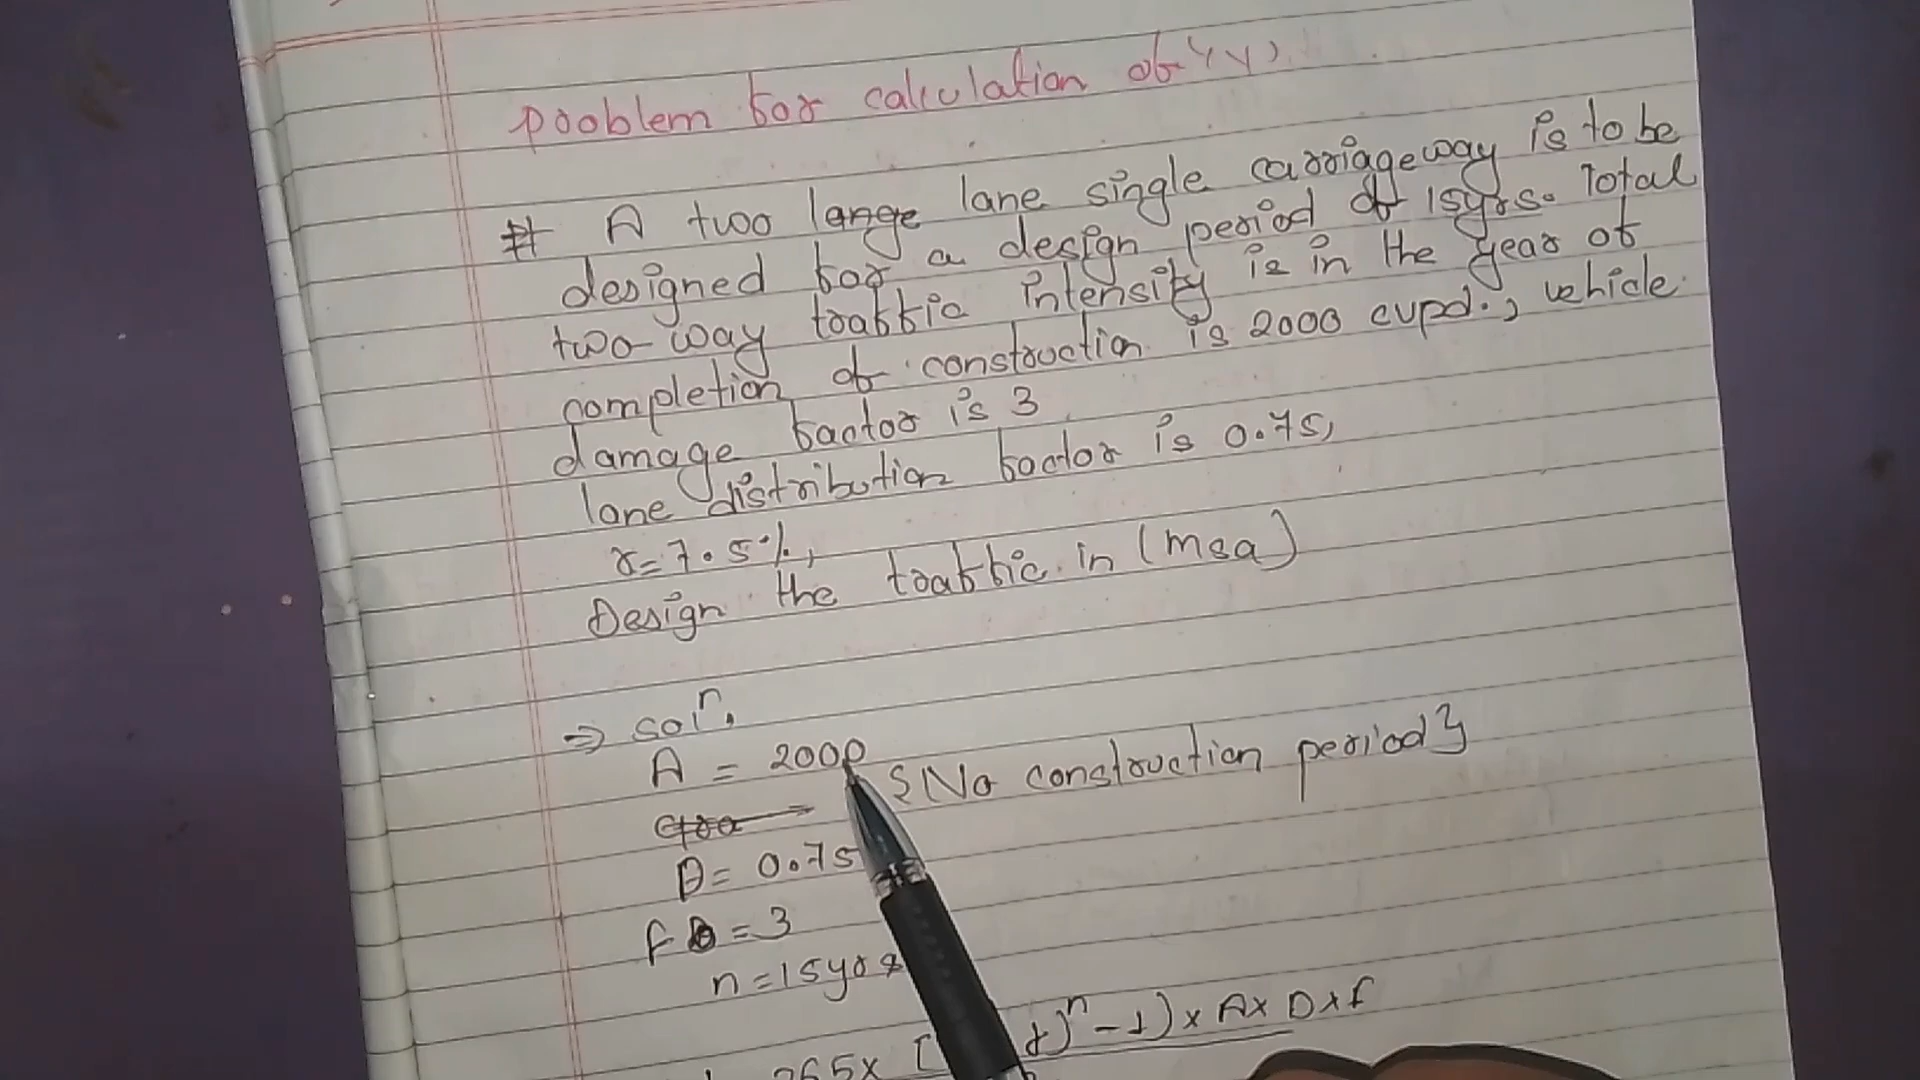 problem for calculation of 'Y'.
# A two lange lane single carriageway is to be
designed for a design period of 15yrs. Total
two-way traffic intensity is in the year of
completion of construction is 2000 cvpd., vehicle
damage factor is 3
lane distribution factor is 0.75,
r=7.5%,
Design the traffic in (msa)
⇒ solⁿ.
A = 2000 {No construction period}
D= 0.75
F = 3
n=15yrs
365x [ r)ⁿ-1)x Ax Dxf